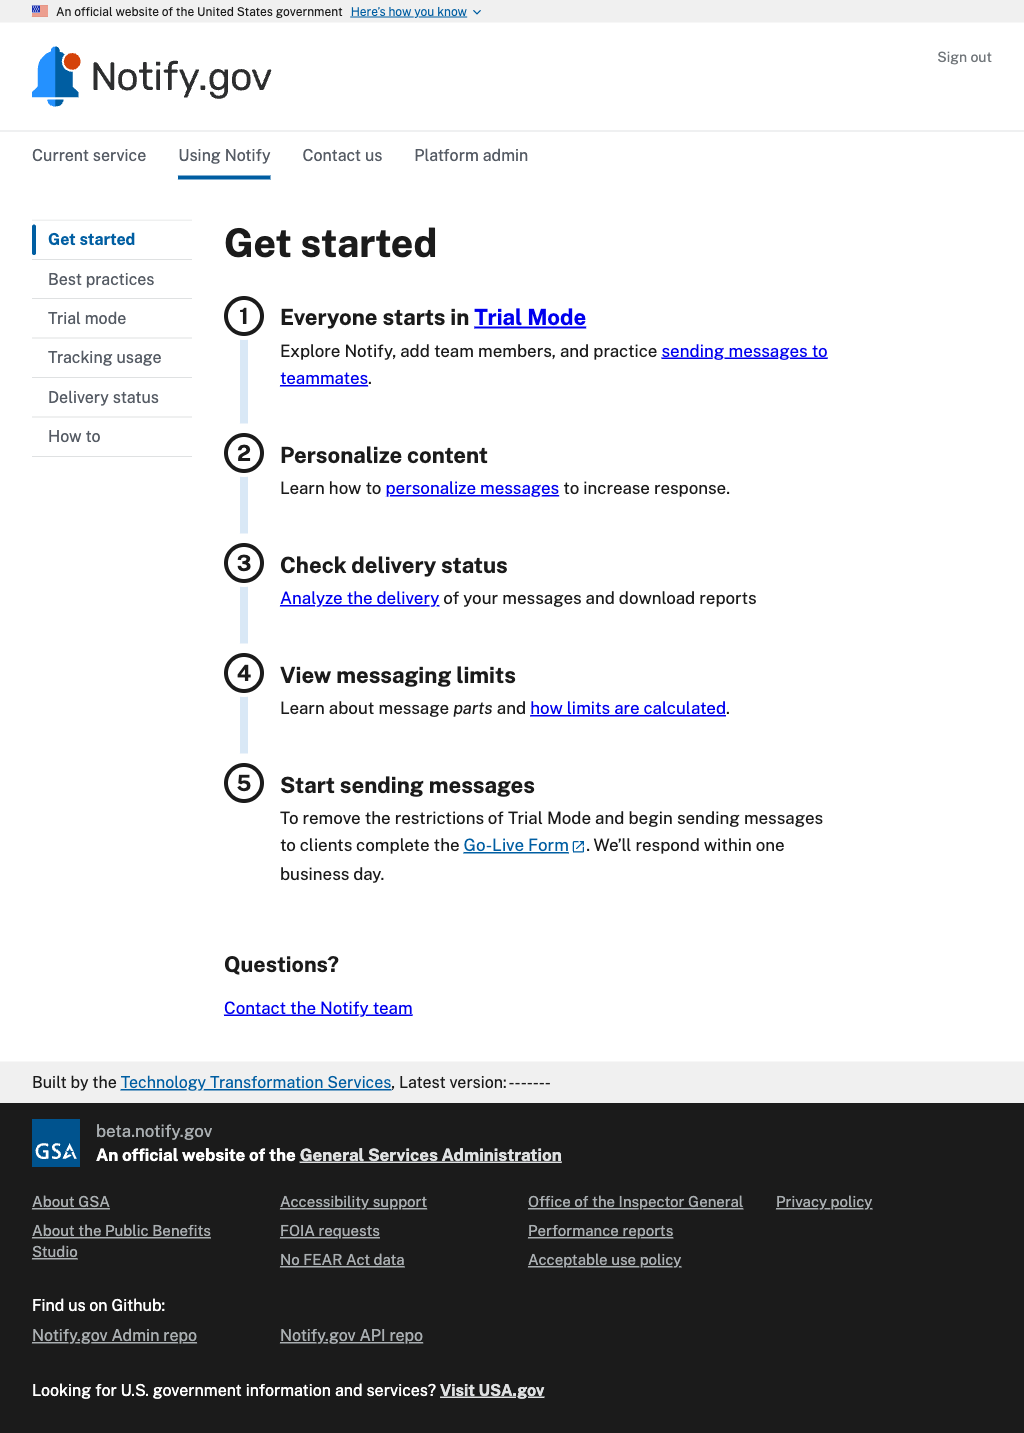 An official website of the United States government Here's how you know
Notify.gov
Sign out
Current service Using Notify Contact us Platform admin
Get started
Best practices
Trial mode
Tracking usage
Delivery status
How to
Get started
1 Everyone starts in Trial Mode
Explore Notify, add team members, and practice sending messages to
teammates.
2 Personalize content
Learn how to personalize messages to increase response.
3 Check delivery status
Analyze the delivery of your messages and download reports
4 View messaging limits
Learn about message parts and how limits are calculated.
5 Start sending messages
To remove the restrictions of Trial Mode and begin sending messages
to clients complete the Go-Live Form. We’ll respond within one
business day.
Questions?
Contact the Notify team
Built by the Technology Transformation Services, Latest version: -------
GSA
beta.notify.gov
An official website of the General Services Administration
About GSA
About the Public Benefits
Studio
Accessibility support
FOIA requests
No FEAR Act data
Office of the Inspector General
Performance reports
Acceptable use policy
Privacy policy
Find us on Github:
Notify.gov Admin repo Notify.gov API repo
Looking for U.S. government information and services? Visit USA.gov